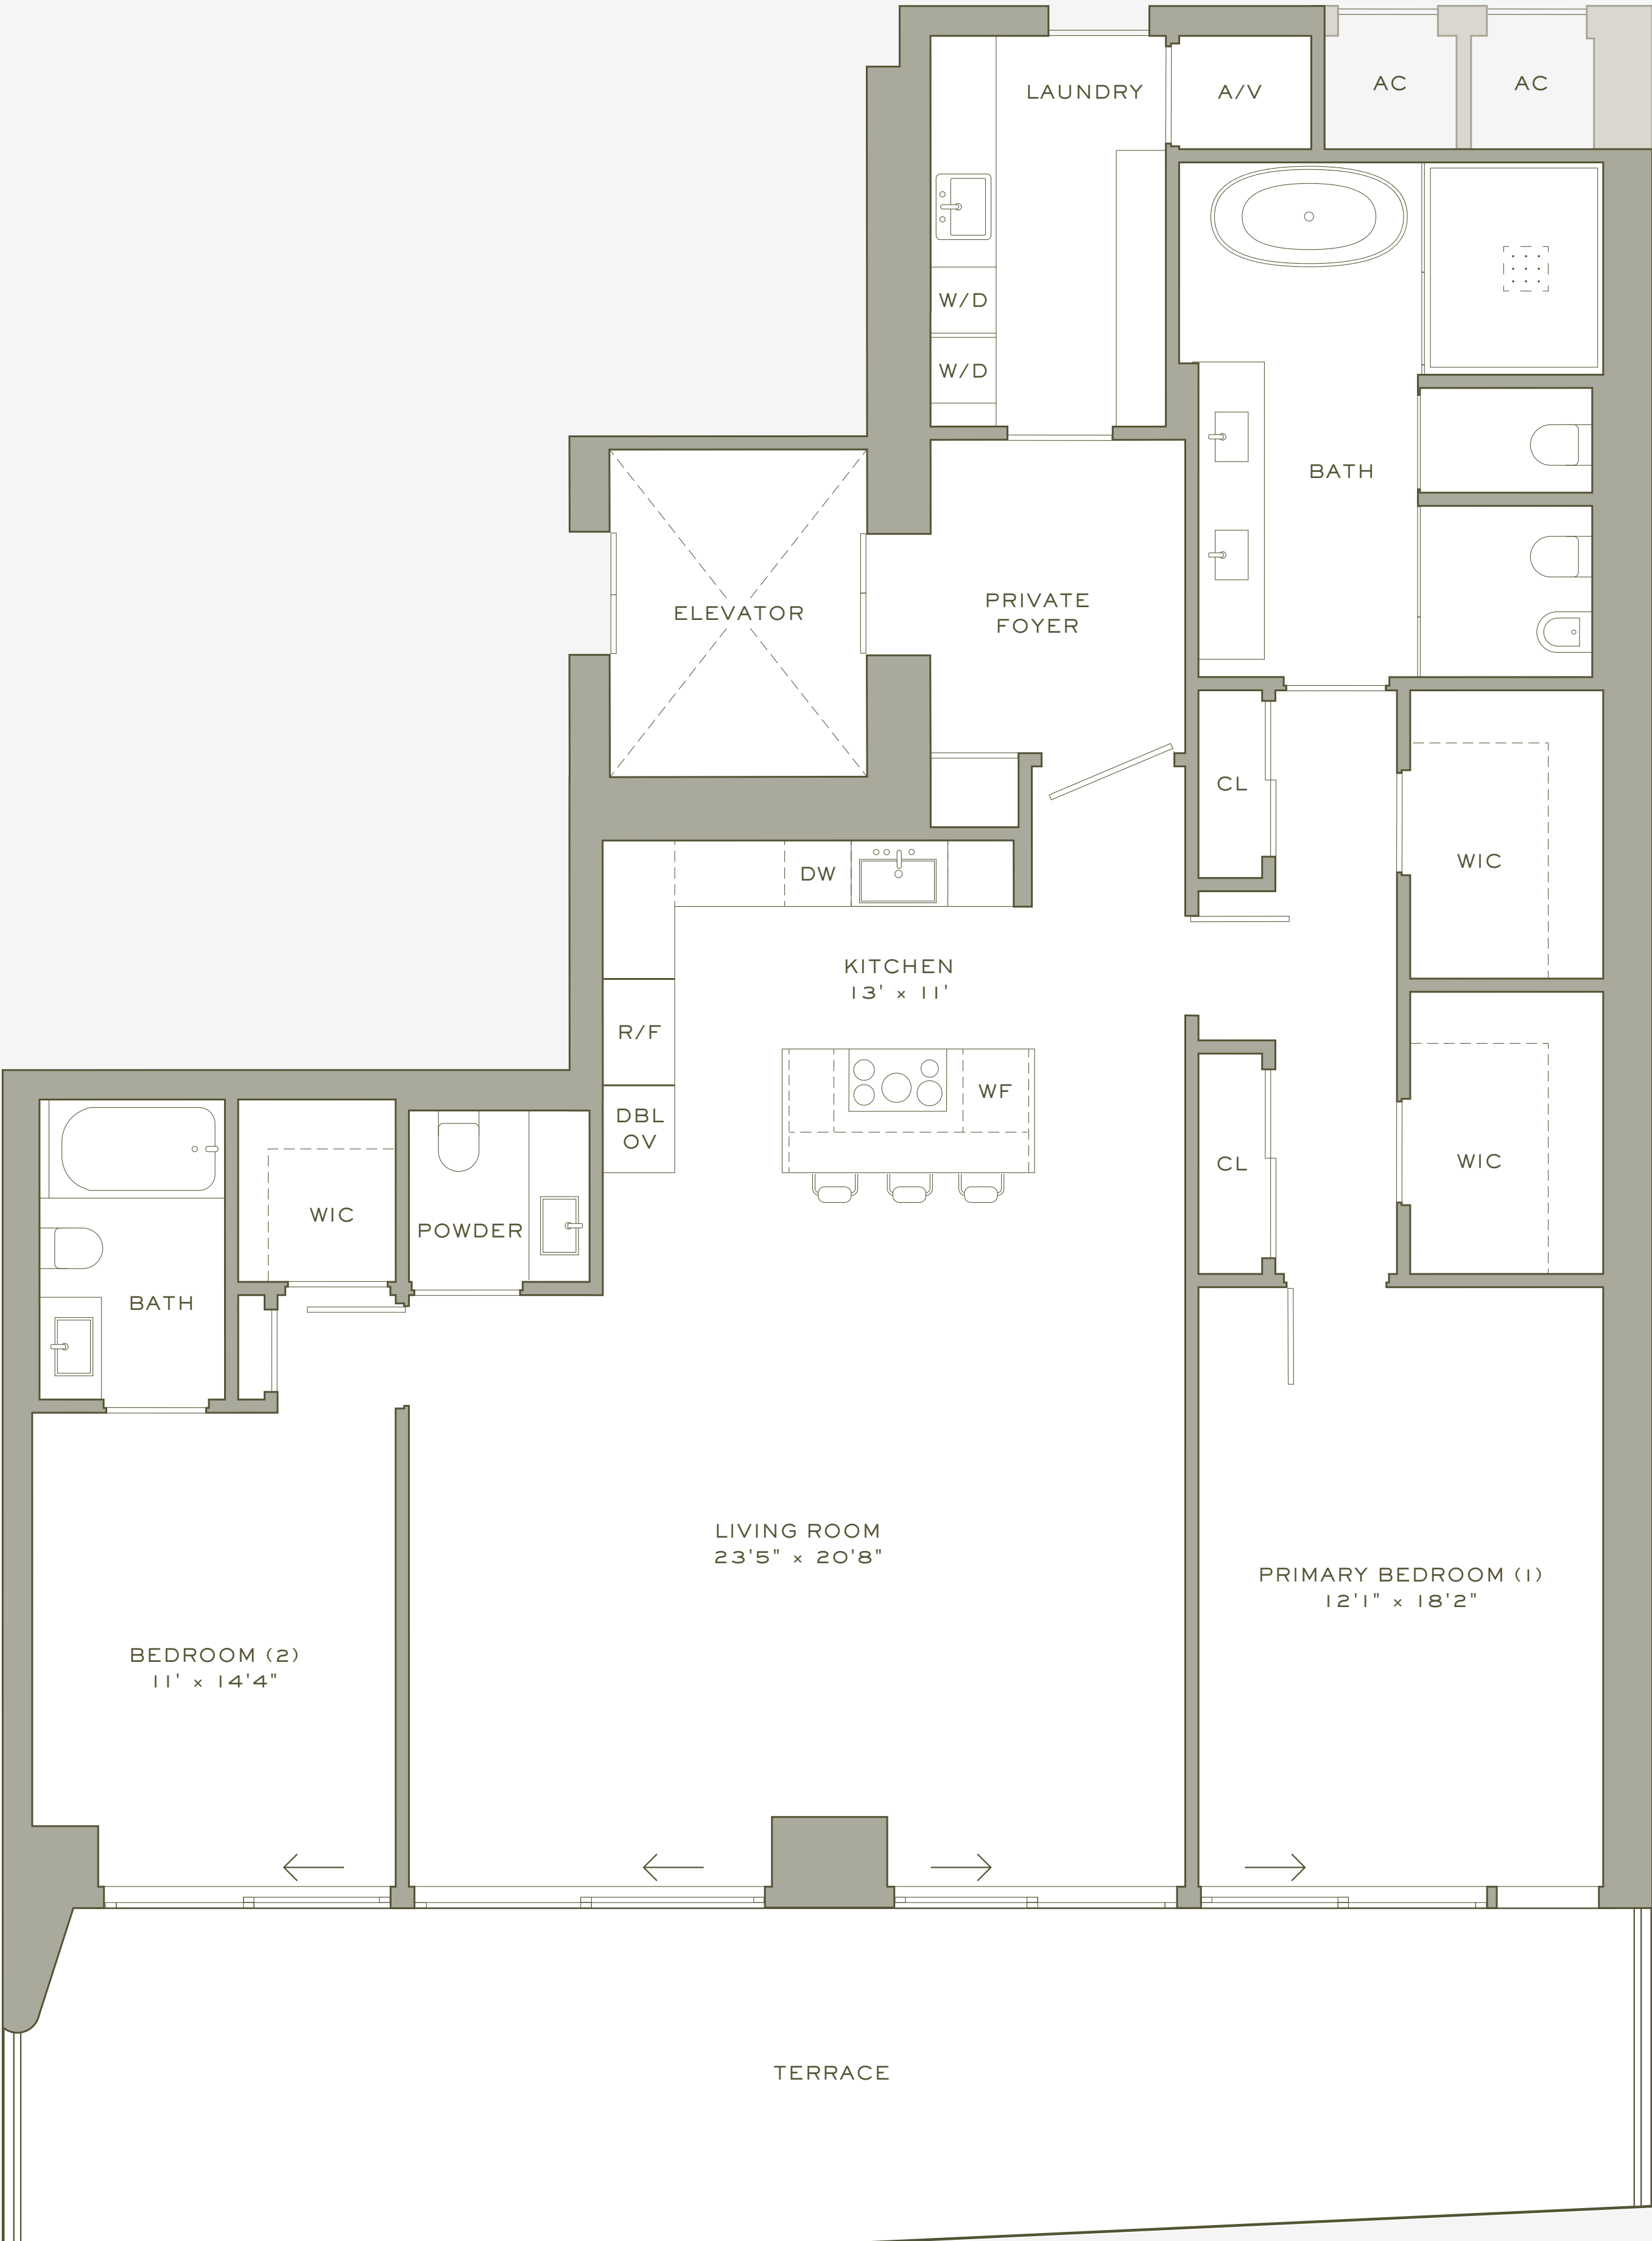 LAUNDRY
A/V
AC
AC
W/D
W/D
BATH
ELEVATOR
PRIVATE
FOYER
CL
WIC
DW
KITCHEN
13' × 11'
R/F
WF
DBL
OV
CL
WIC
WIC
POWDER
BATH
LIVING ROOM
23'5" × 20'8"
PRIMARY BEDROOM (1)
12'1" × 18'2"
BEDROOM (2)
11' × 14'4"
TERRACE